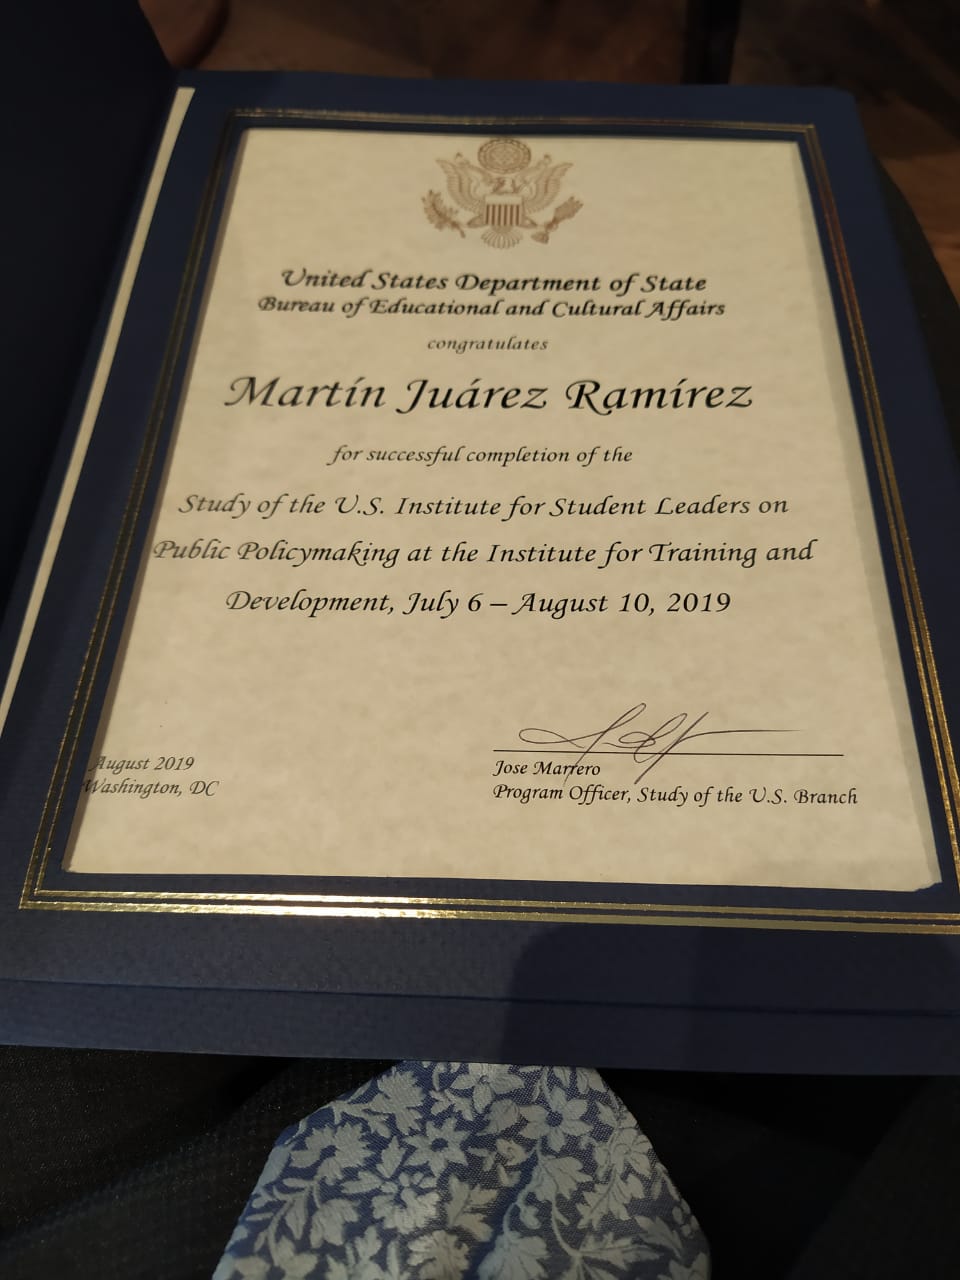 United States Department of State
Bureau of Educational and Cultural Affairs
congratulates
Martín Juárez Ramírez
for successful completion of the
Study of the U.S. Institute for Student Leaders on
Public Policymaking at the Institute for Training and
Development, July 6 – August 10, 2019
August 2019
Washington, DC
Jose Marrero
Program Officer, Study of the U.S. Branch